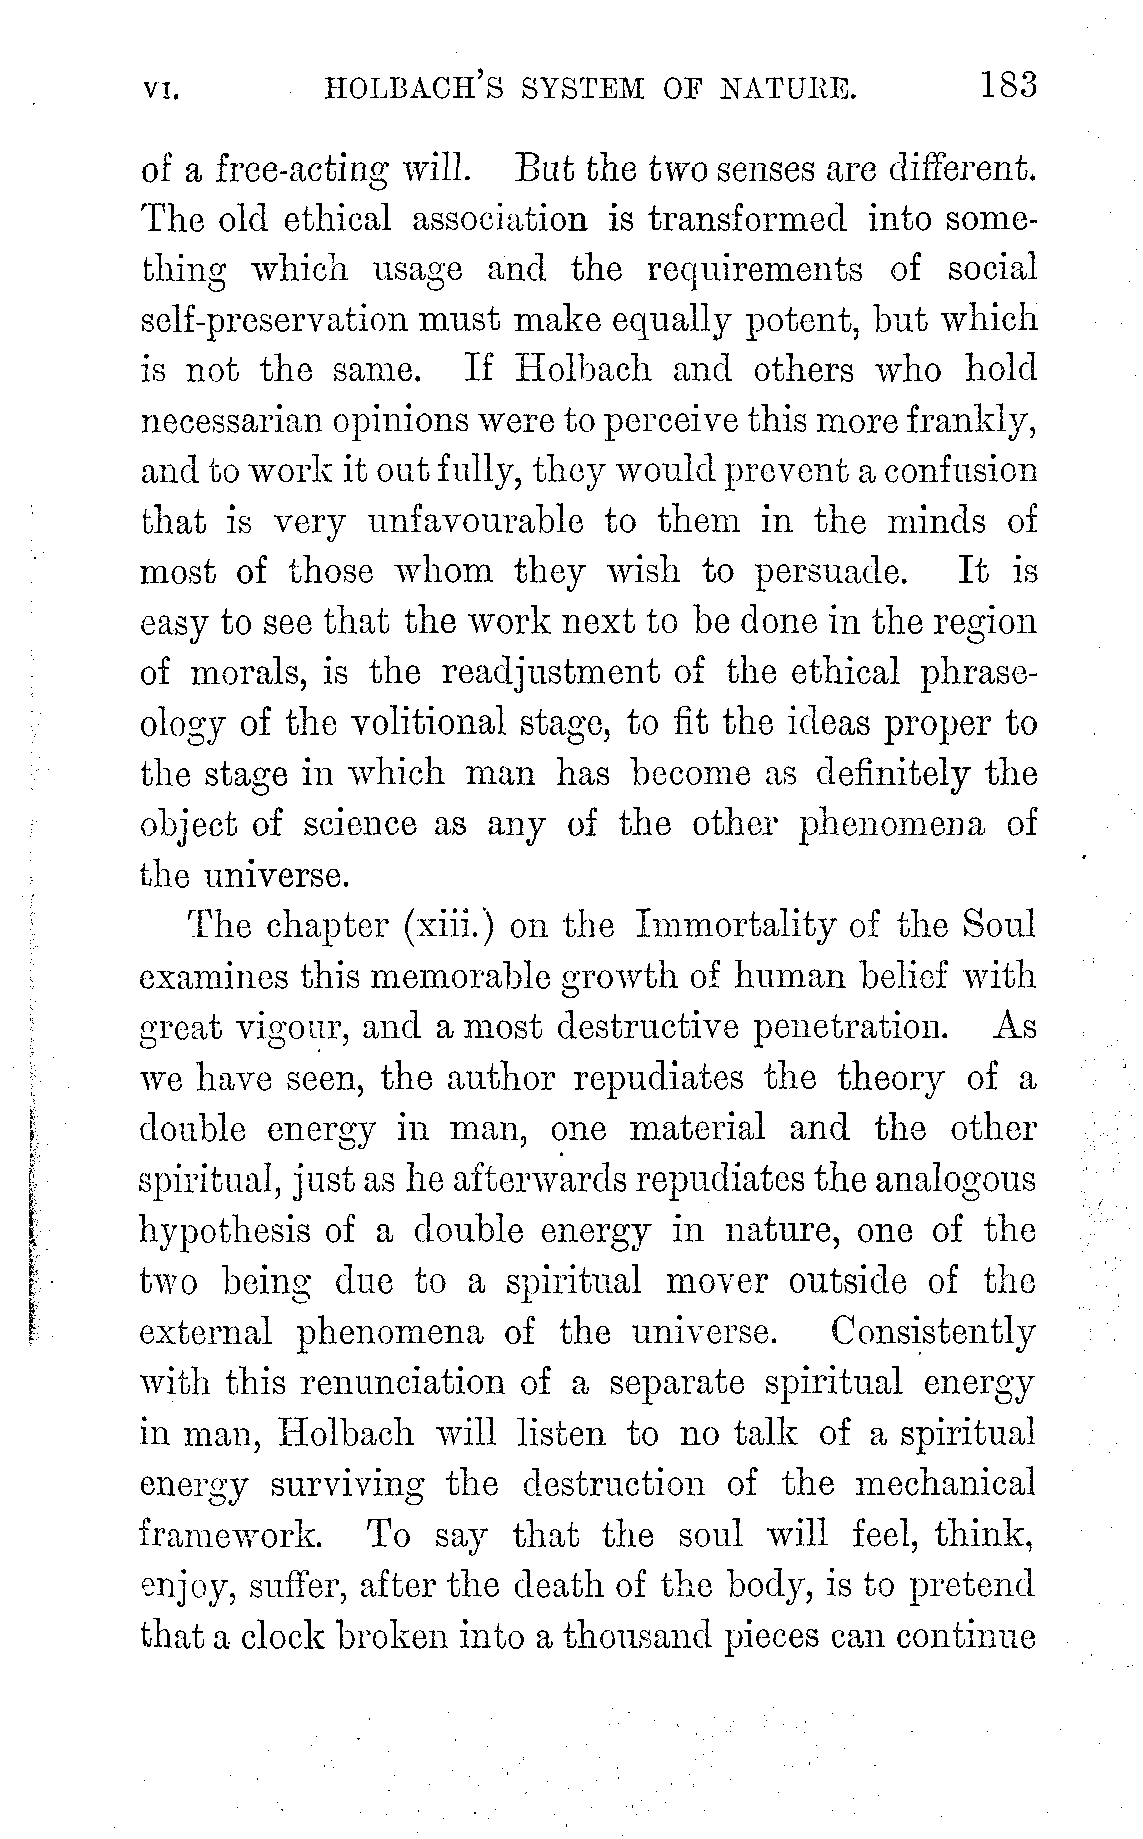 VI. HOLBACH'S SYSTEM OF NATURE. 183
of a free-acting will. But the two senses are different.
The old ethical association is transformed into some-
thing which usage and the requirements of social
self-preservation must make equally potent, but which
is not the same. If Holbach and others who hold
necessarian opinions were to perceive this more frankly,
and to work it out fully, they would prevent a confusion
that is very unfavourable to them in the minds of
most of those whom they wish to persuade. It is
easy to see that the work next to be done in the region
of morals, is the readjustment of the ethical phrase-
ology of the volitional stage, to fit the ideas proper to
the stage in which man has become as definitely the
object of science as any of the other phenomena of
the universe.
The chapter (xiii.) on the Immortality of the Soul
examines this memorable growth of human belief with
great vigour, and a most destructive penetration. As
we have seen, the author repudiates the theory of a
double energy in man, one material and the other
spiritual, just as he afterwards repudiates the analogous
hypothesis of a double energy in nature, one of the
two being due to a spiritual mover outside of the
external phenomena of the universe. Consistently
with this renunciation of a separate spiritual energy
in man, Holbach will listen to no talk of a spiritual
energy surviving the destruction of the mechanical
framework. To say that the soul will feel, think,
enjoy, suffer, after the death of the body, is to pretend
that a clock broken into a thousand pieces can continue